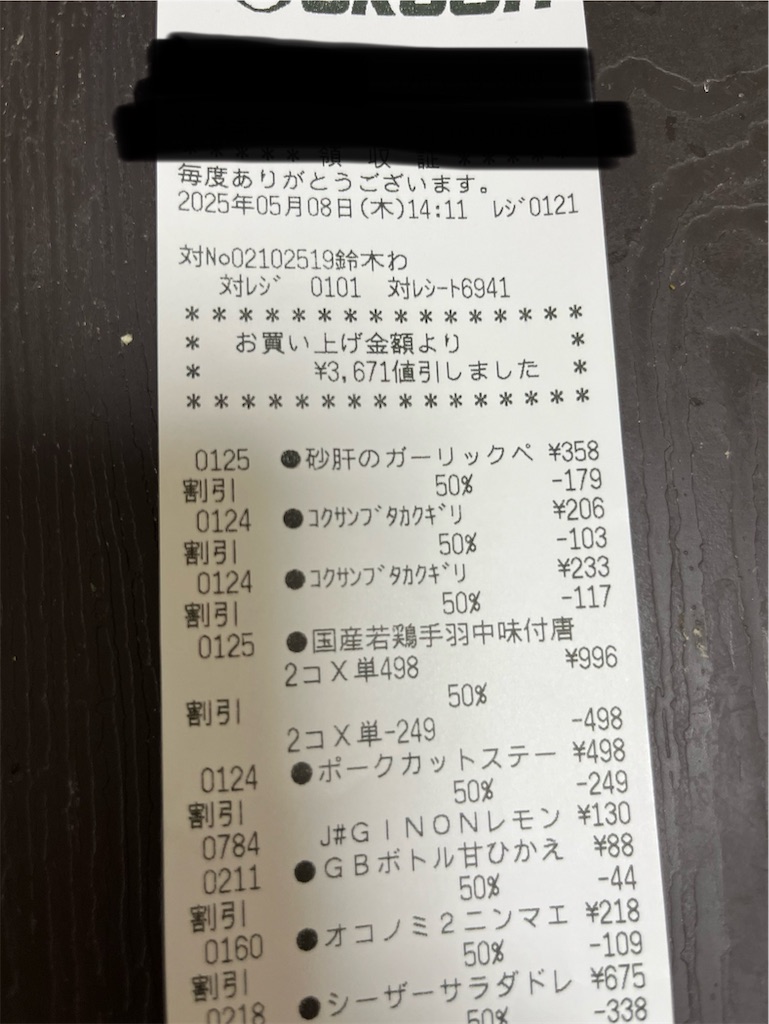 領 収 証 * * * * *
毎度ありがとうございます。
2025年05月08日(木)14:11 ﾚｼﾞ0121
対No02102519鈴木わ
対ﾚｼﾞ 0101 対ﾚｼｰﾄ6941
* * * * * * * * * * * * * * * *
* お買い上げ金額より *
* ¥3,671値引しました *
* * * * * * * * * * * * * * * *
0125 ●砂肝のガーリックペ ¥358
割引 50% -179
0124 ●ｺｸｻﾝﾌﾞﾀｶｸｷﾞﾘ ¥206
割引 50% -103
0124 ●ｺｸｻﾝﾌﾞﾀｶｸｷﾞﾘ ¥233
割引 50% -117
0125 ●国産若鶏手羽中味付唐
2コX単498 ¥996
割引 50%
2コX単-249 -498
0124 ●ポークカットステー ¥498
割引 50% -249
0784 J#GINONレモン ¥130
0211 ●GBボトル甘ひかえ ¥88
割引 50% -44
0160 ●オコノミ2ニンマエ ¥218
割引 50% -109
0218 ●シーザーサラダドレ ¥675
50% -338